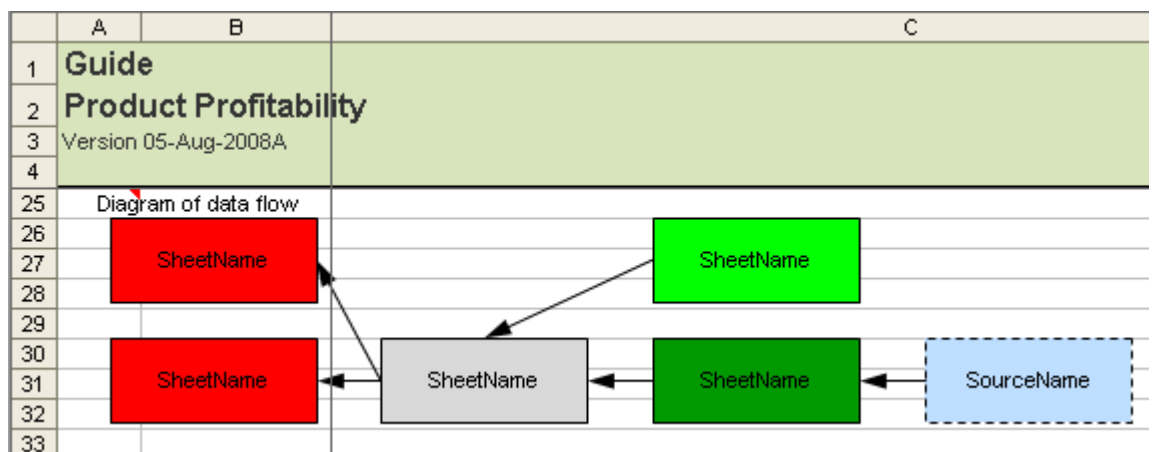 A B C
1 Guide
2 Product Profitability
3 Version 05-Aug-2008A
4
25 Diagram of data flow
26
27 SheetName SheetName
28
29
30
31 SheetName SheetName SheetName SourceName
32
33